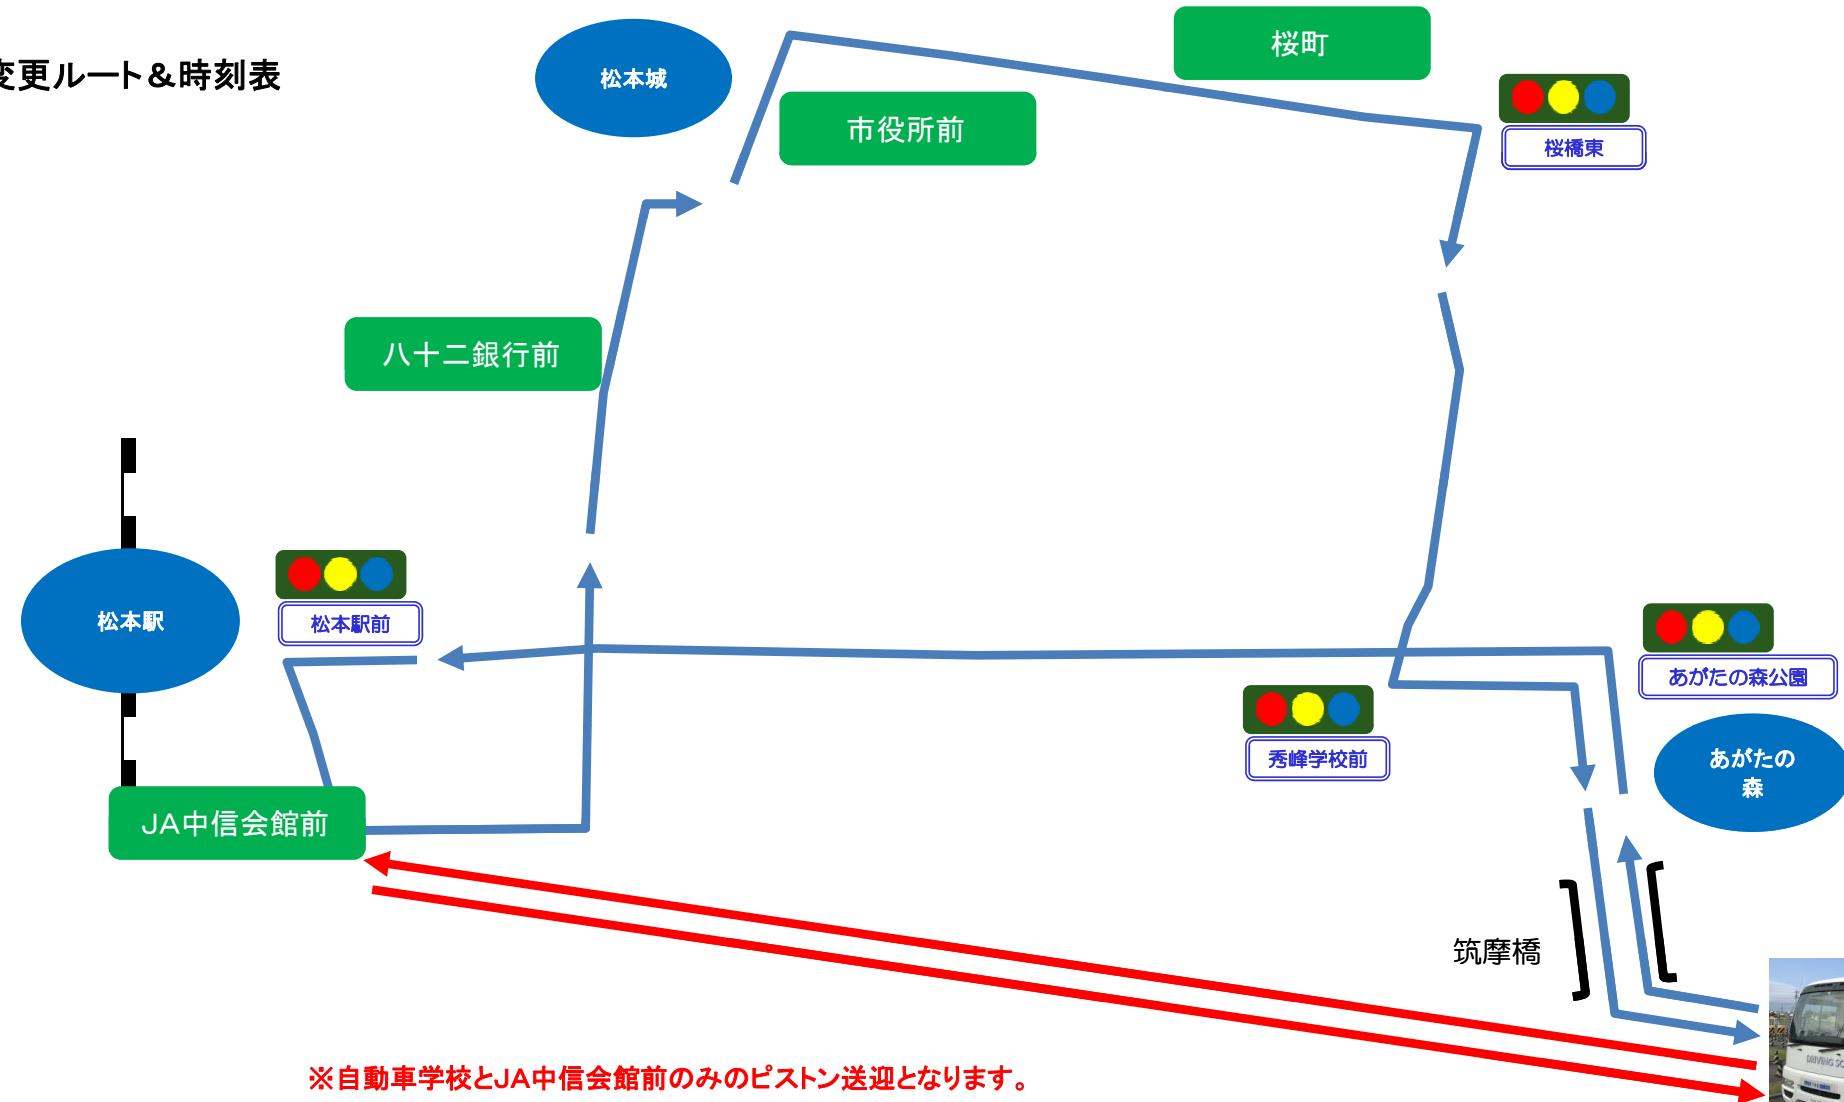 変更ルート＆時刻表
松本城
桜町
市役所前
桜橋東
八十二銀行前
松本駅
松本駅前
あがたの森公園
秀峰学校前
あがたの
森
JA中信会館前
筑摩橋
※自動車学校とJA中信会館前のみのピストン送迎となります。